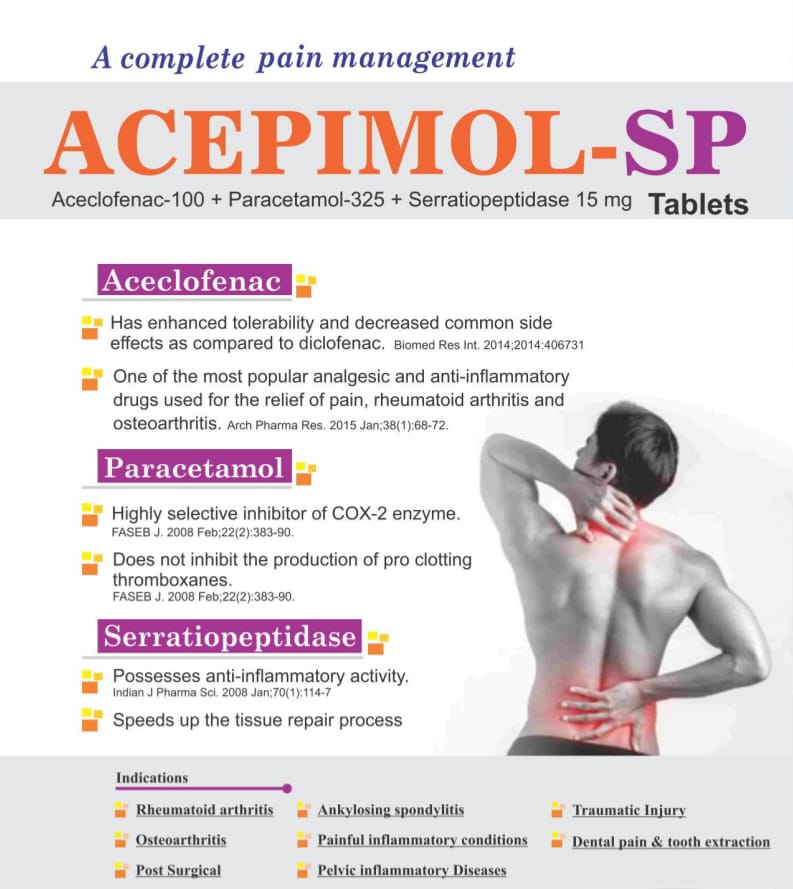 A complete pain management
ACEPIMOL-SP
Aceclofenac-100 + Paracetamol-325 + Serratiopeptidase 15 mg Tablets
Aceclofenac
Has enhanced tolerability and decreased common side
effects as compared to diclofenac. Biomed Res Int. 2014;2014:406731
One of the most popular analgesic and anti-inflammatory
drugs used for the relief of pain, rheumatoid arthritis and
osteoarthritis. Arch Pharma Res. 2015 Jan;38(1):68-72.
Paracetamol
Highly selective inhibitor of COX-2 enzyme.
FASEB J. 2008 Feb;22(2):383-90.
Does not inhibit the production of pro clotting
thromboxanes.
FASEB J. 2008 Feb;22(2):383-90.
Serratiopeptidase
Possesses anti-inflammatory activity.
Indian J Pharma Sci. 2008 Jan;70(1):114-7
Speeds up the tissue repair process
Indications
Rheumatoid arthritis
Osteoarthritis
Post Surgical
Ankylosing spondylitis
Painful inflammatory conditions
Pelvic inflammatory Diseases
Traumatic Injury
Dental pain & tooth extraction